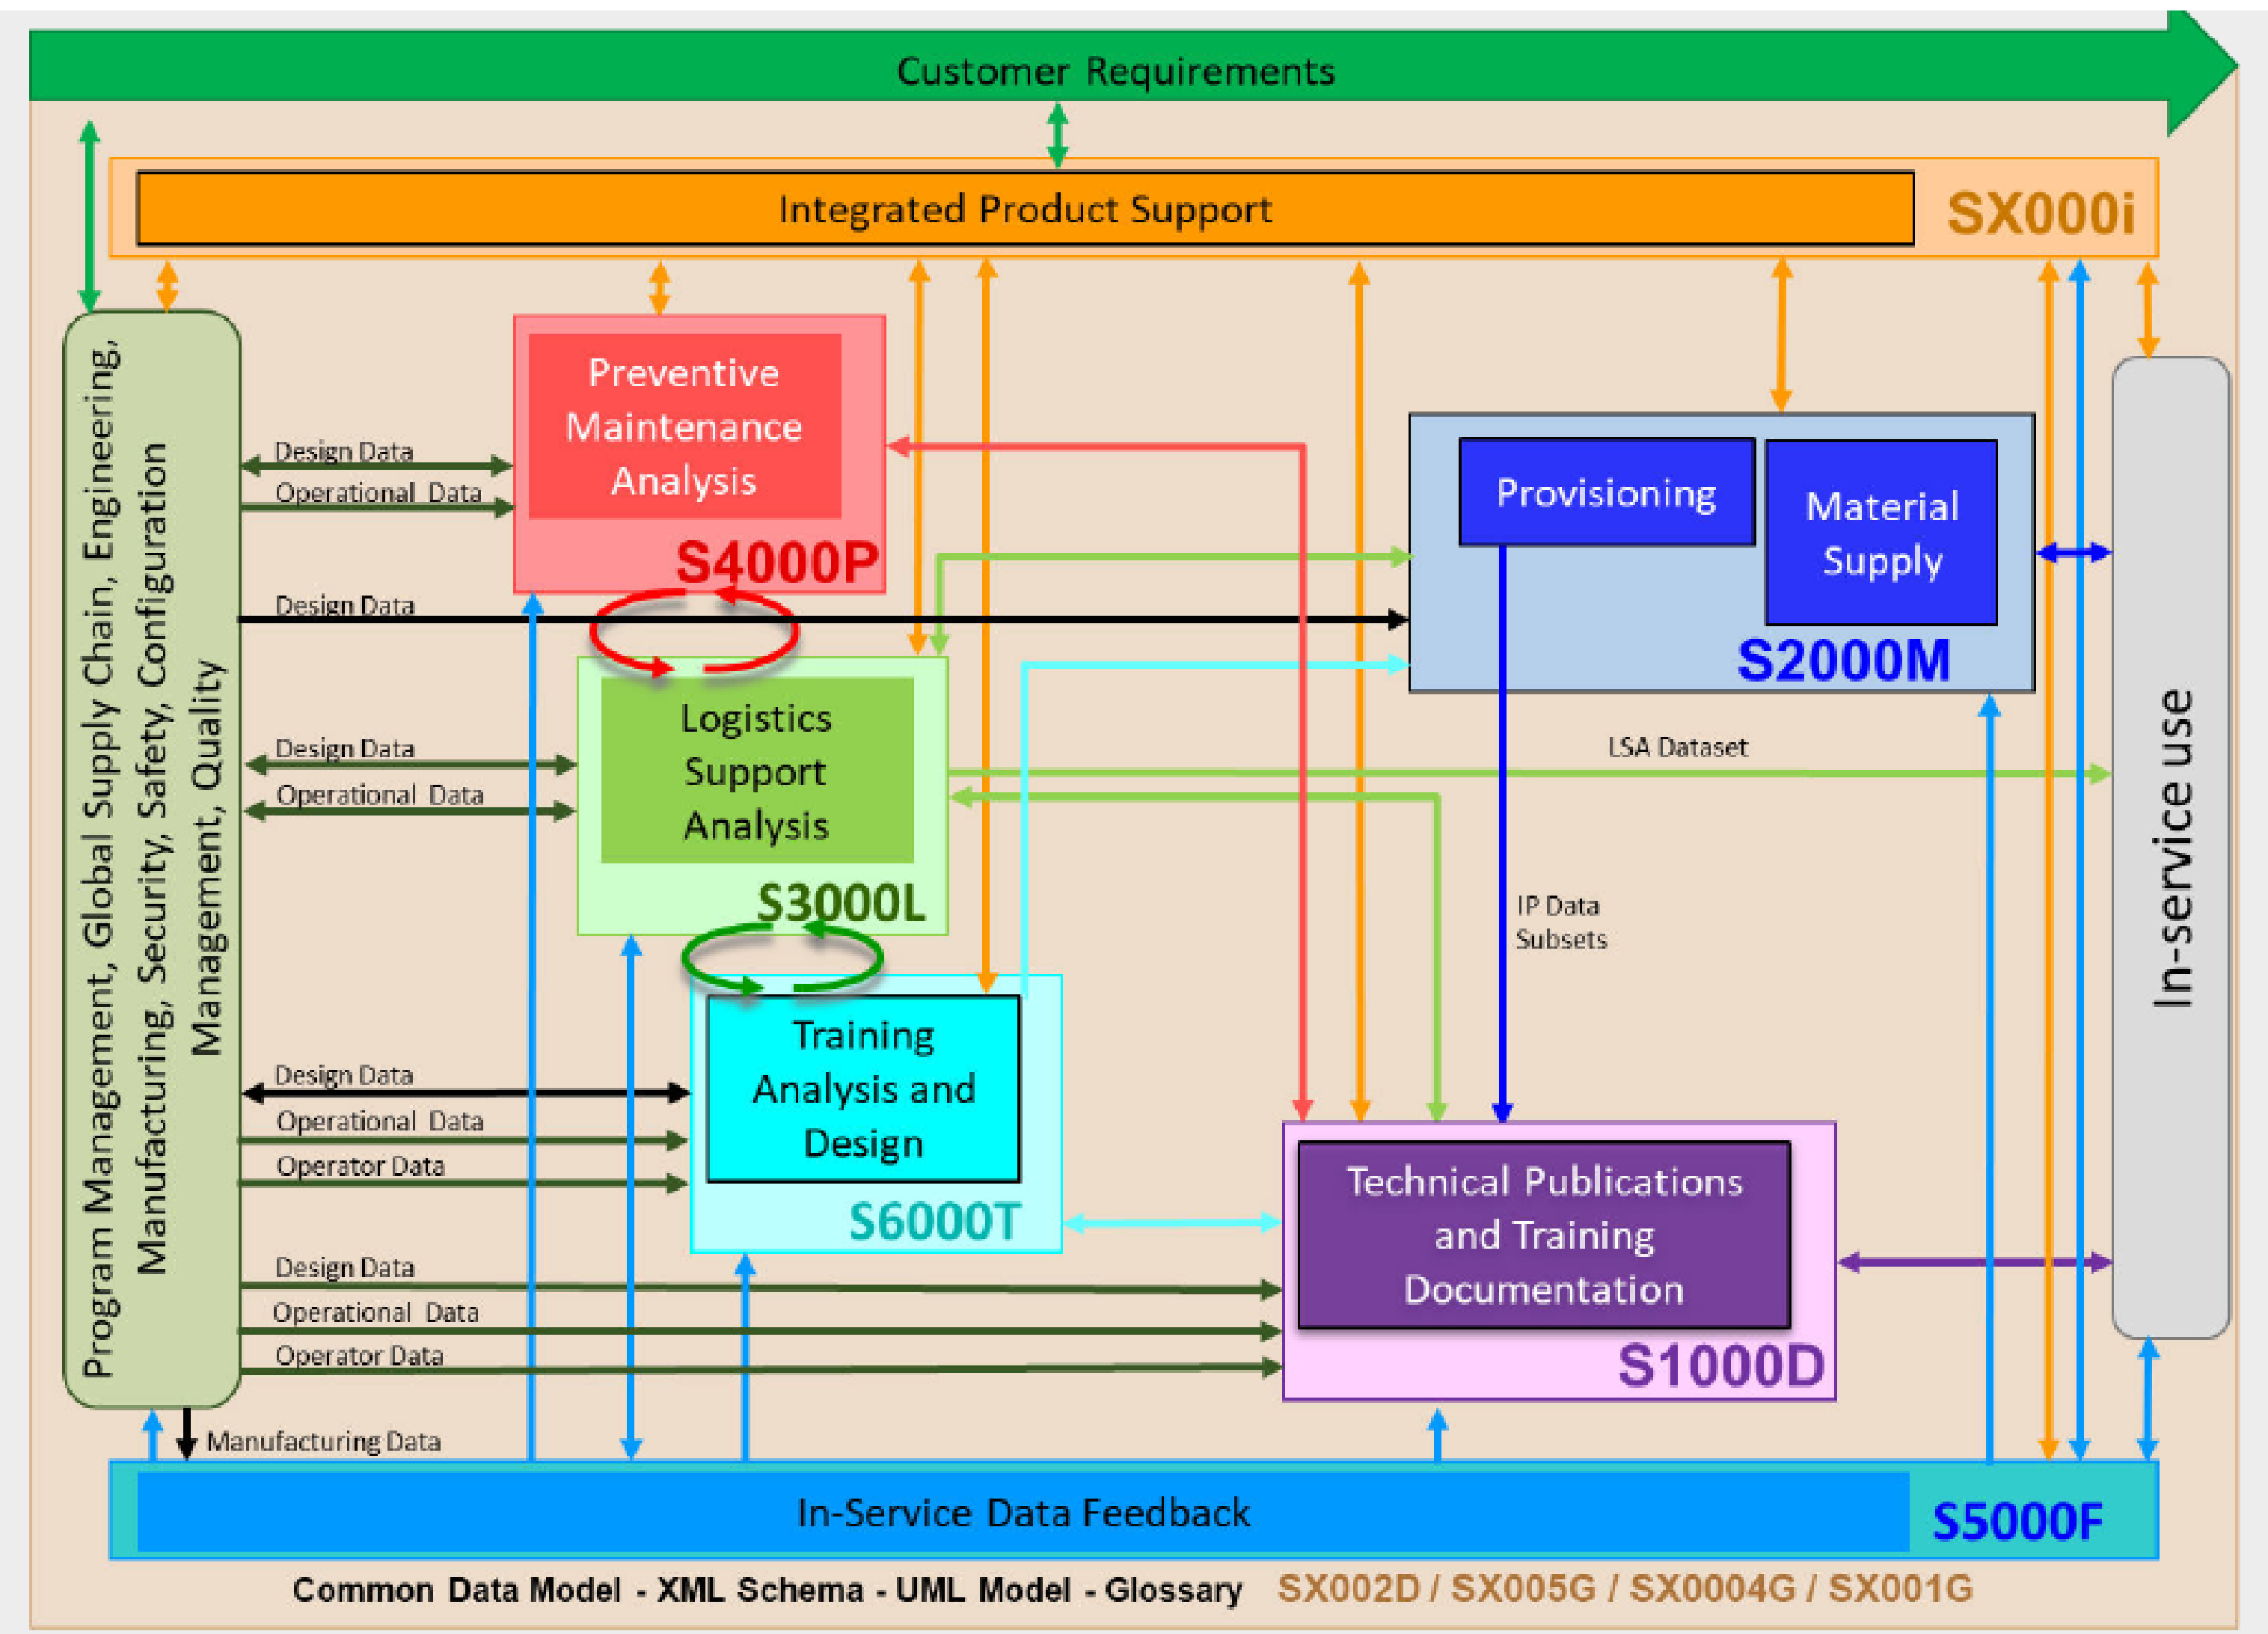 Customer Requirements
Integrated Product Support
SX000i
Program Management, Global Supply Chain, Engineering,
Manufacturing, Security, Safety, Configuration
Management, Quality
Preventive
Maintenance
Analysis
S4000P
Design Data
Operational Data
Design Data
Provisioning
Material
Supply
S2000M
Logistics
Support
Analysis
S3000L
Design Data
Operational Data
LSA Dataset
IP Data
Subsets
In-service use
Training
Analysis and
Design
S6000T
Design Data
Operational Data
Operator Data
Technical Publications
and Training
Documentation
S1000D
Design Data
Operational Data
Operator Data
Manufacturing Data
In-Service Data Feedback
S5000F
Common Data Model - XML Schema - UML Model - Glossary SX002D / SX005G / SX0004G / SX001G